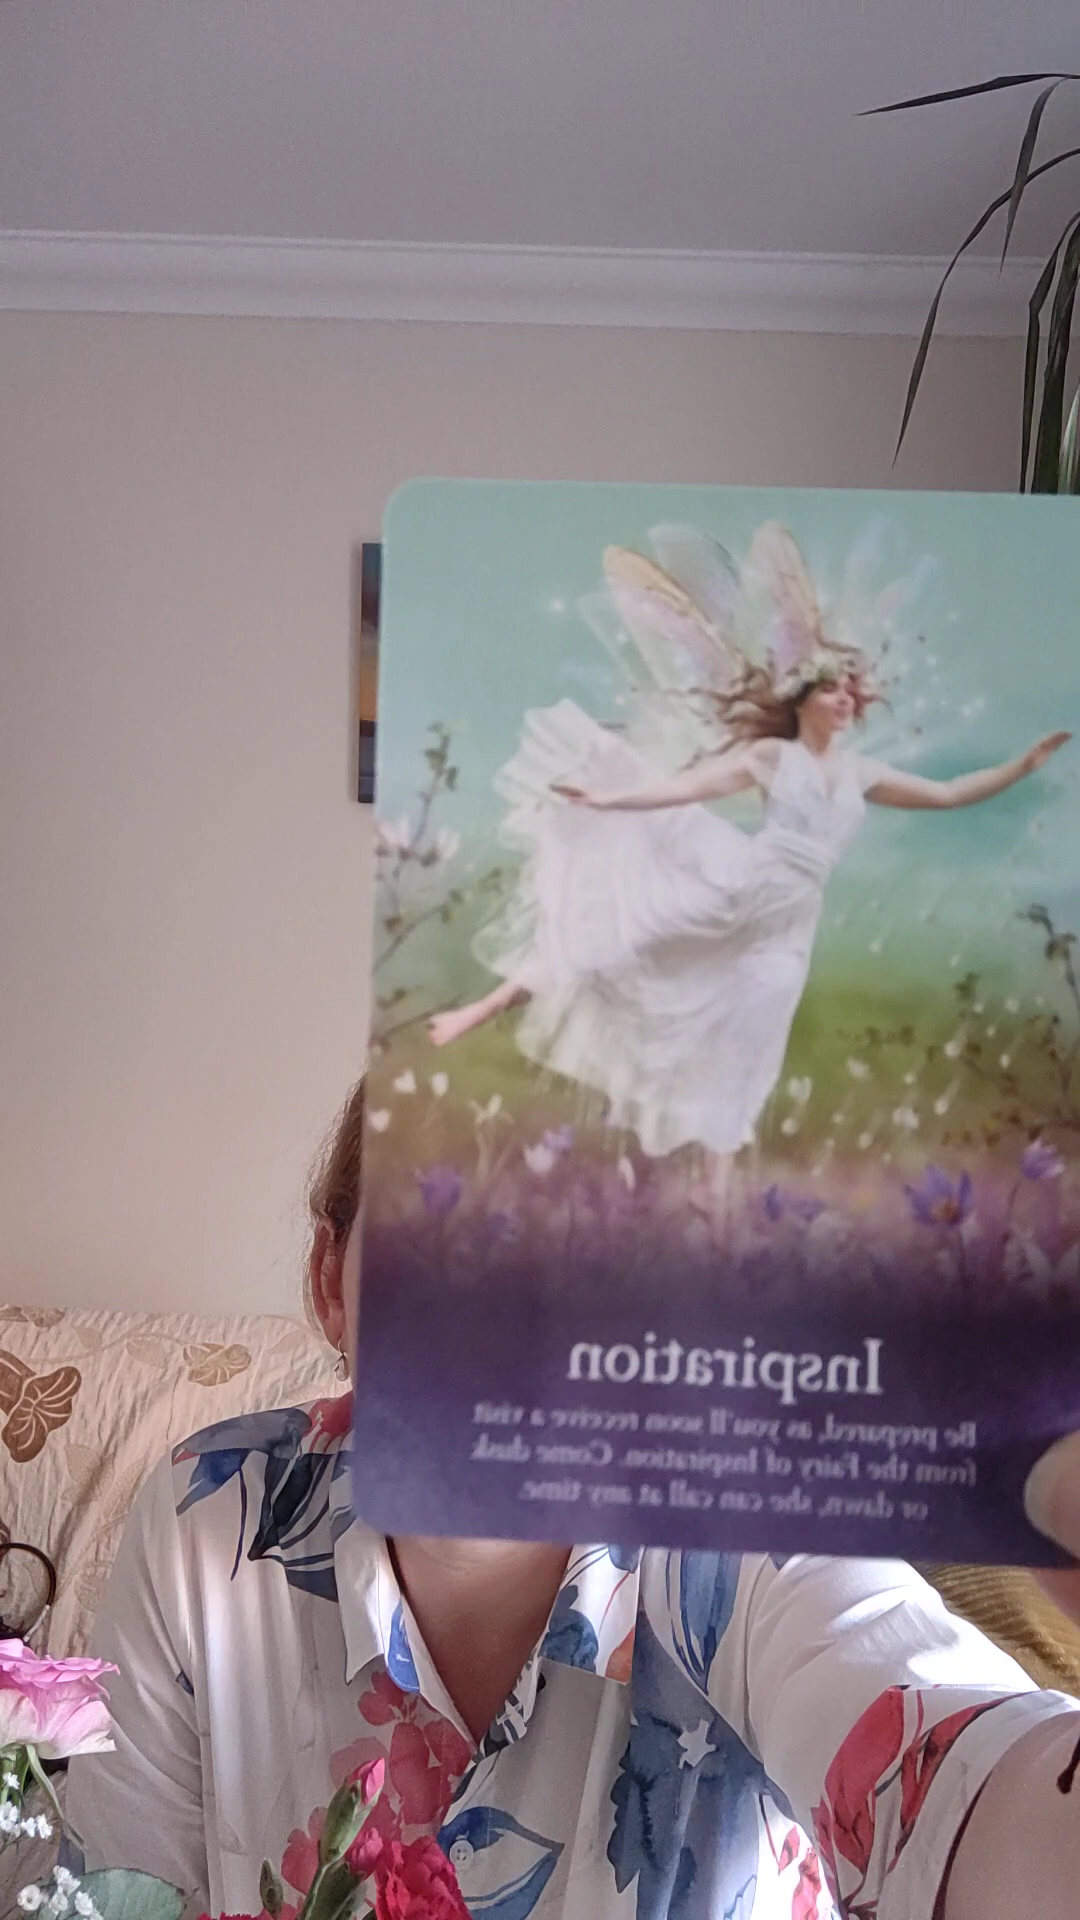 Inspiration
Be prepared, as you'll soon receive a visit
from the Fairy of Inspiration. Come dusk
or dawn, she can call at any time.